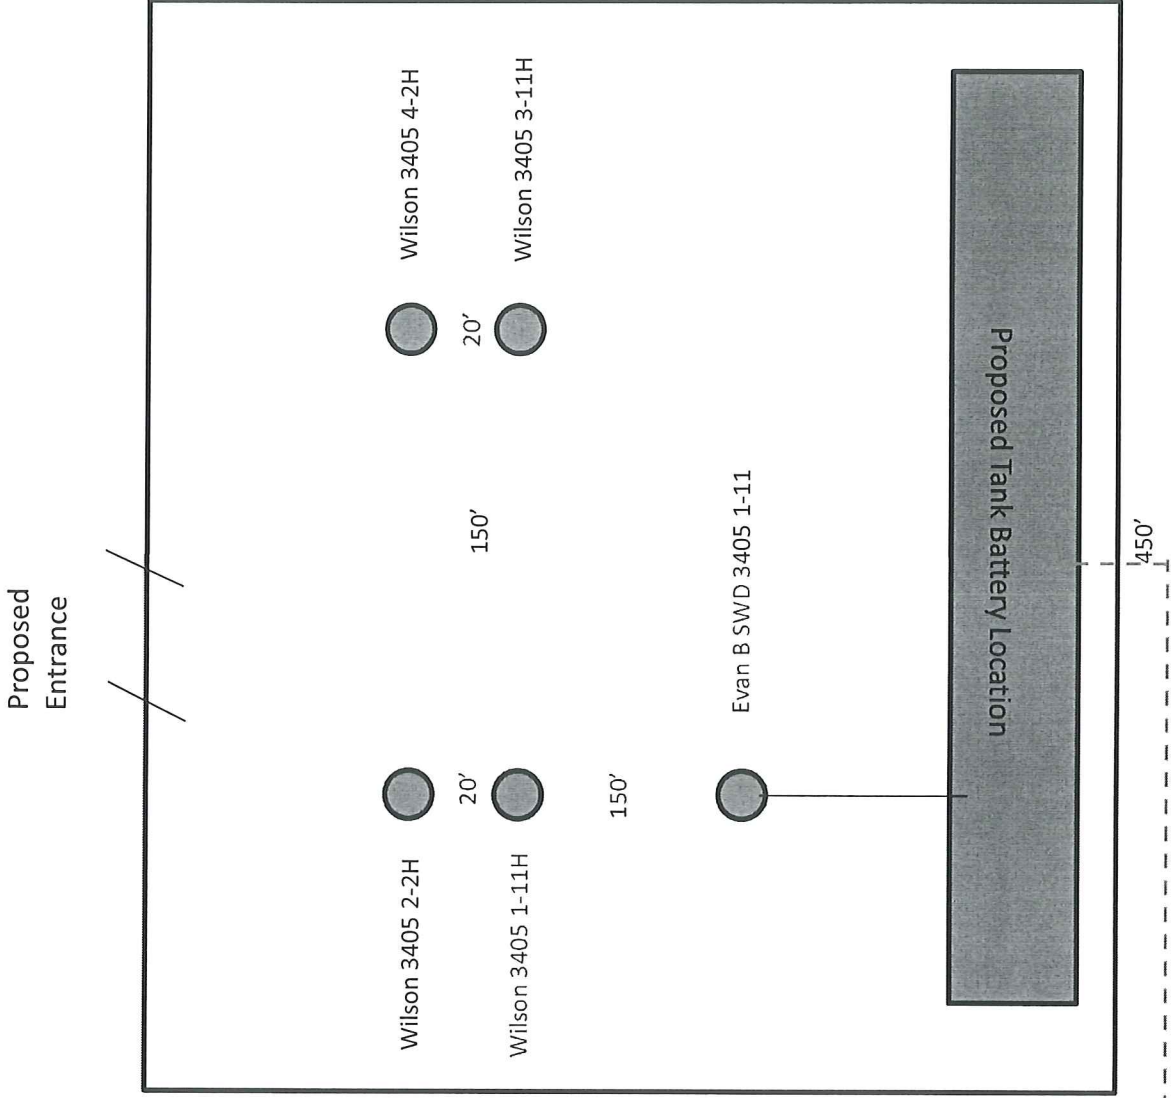 Proposed
Entrance
Wilson 3405 2-2H
20'
Wilson 3405 1-11H
150'
Evan B SWD 3405 1-11
150'
Wilson 3405 4-2H
20'
Wilson 3405 3-11H
Proposed Tank Battery Location
450'